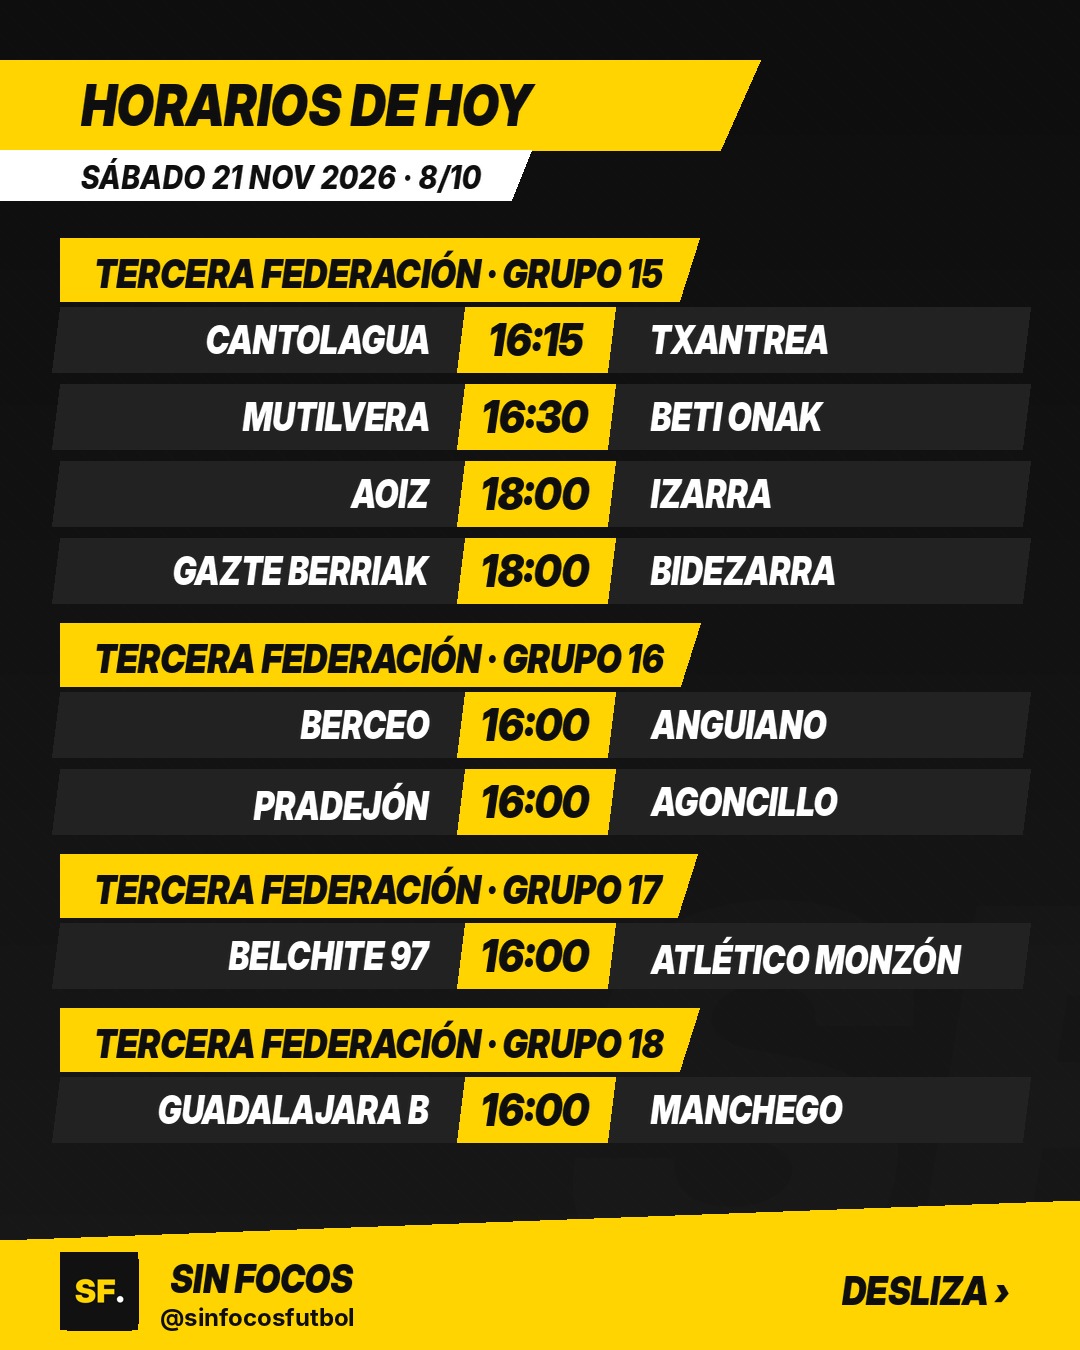 HORARIOS DE HOY
SÁBADO 21 NOV 2026 · 8/10
TERCERA FEDERACIÓN · GRUPO 15
CANTOLAGUA 16:15 TXANTREA
MUTILVERA 16:30 BETI ONAK
AOIZ 18:00 IZARRA
GAZTE BERRIAK 18:00 BIDEZARRA
TERCERA FEDERACIÓN · GRUPO 16
BERCEO 16:00 ANGUIANO
PRADEJÓN 16:00 AGONCILLO
TERCERA FEDERACIÓN · GRUPO 17
BELCHITE 97 16:00 ATLÉTICO MONZÓN
TERCERA FEDERACIÓN · GRUPO 18
GUADALAJARA B 16:00 MANCHEGO
SF.
SIN FOCOS
@sinfocosfutbol
DESLIZA ›